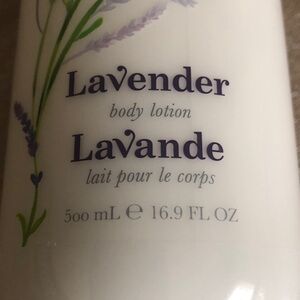 Lavender
body lotion
Lavande
lait pour le corps
500 mL ℮ 16.9 FL OZ